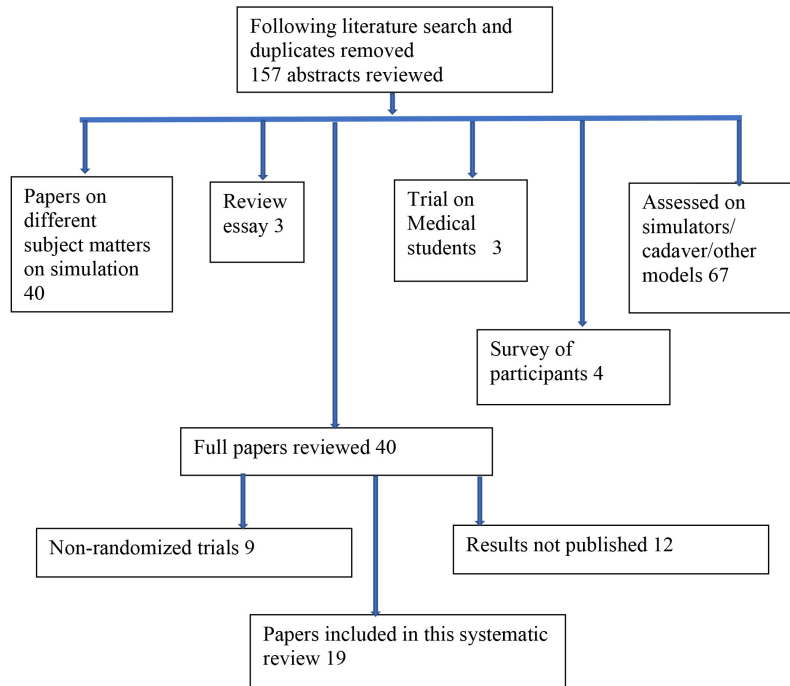 Following literature search and
duplicates removed
157 abstracts reviewed
Papers on
different
subject matters
on simulation
40
Review
essay 3
Trial on
Medical
students 3
Assessed on
simulators/
cadaver/other
models 67
Survey of
participants 4
Full papers reviewed 40
Non-randomized trials 9
Results not published 12
Papers included in this systematic
review 19